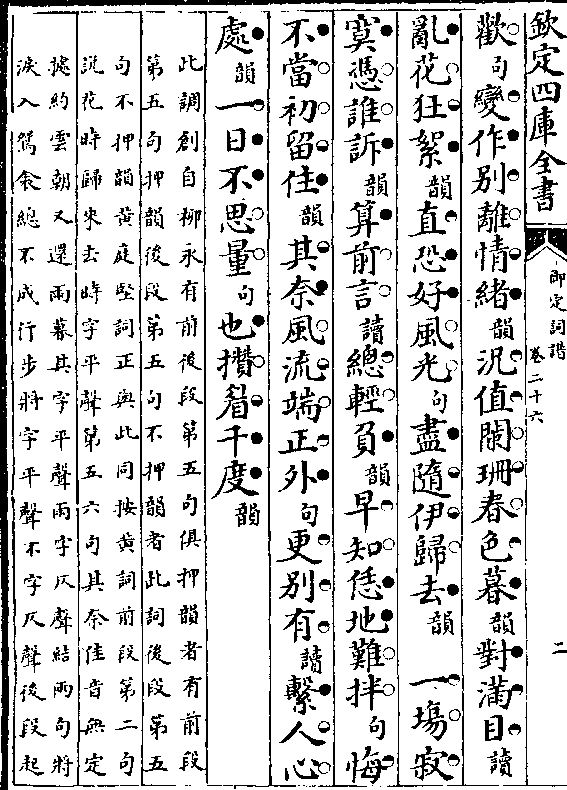 欽定四庫全書
御定詞譜
卷二十六
二
歡句變作别離情緒韻況值闌珊春色暮韻對滿目讀
亂花狂絮韻直恐好風光句盡隨伊歸去韻 一塲寂
寞憑誰訴韻算前言讀總輕負韻早知恁地難拌句悔
不當初留住韻其奈風流端正外句更别有讀繫人心
處韻一日不思量句也攢眉千度韻
此調創自柳永有前後段第五句俱押韻者有前段
第五句押韻後段第五句不押韻者此詞後段第五
句不押韻黄庭堅詞正與此同按黄詞前段第二句
說花時歸來去時字平聲第五六句其奈佳音無定
據約雲朝又還雨暮其字平聲雨字仄聲結兩句將
淚入鴛衾總不成行步將字平聲不字仄聲後段起